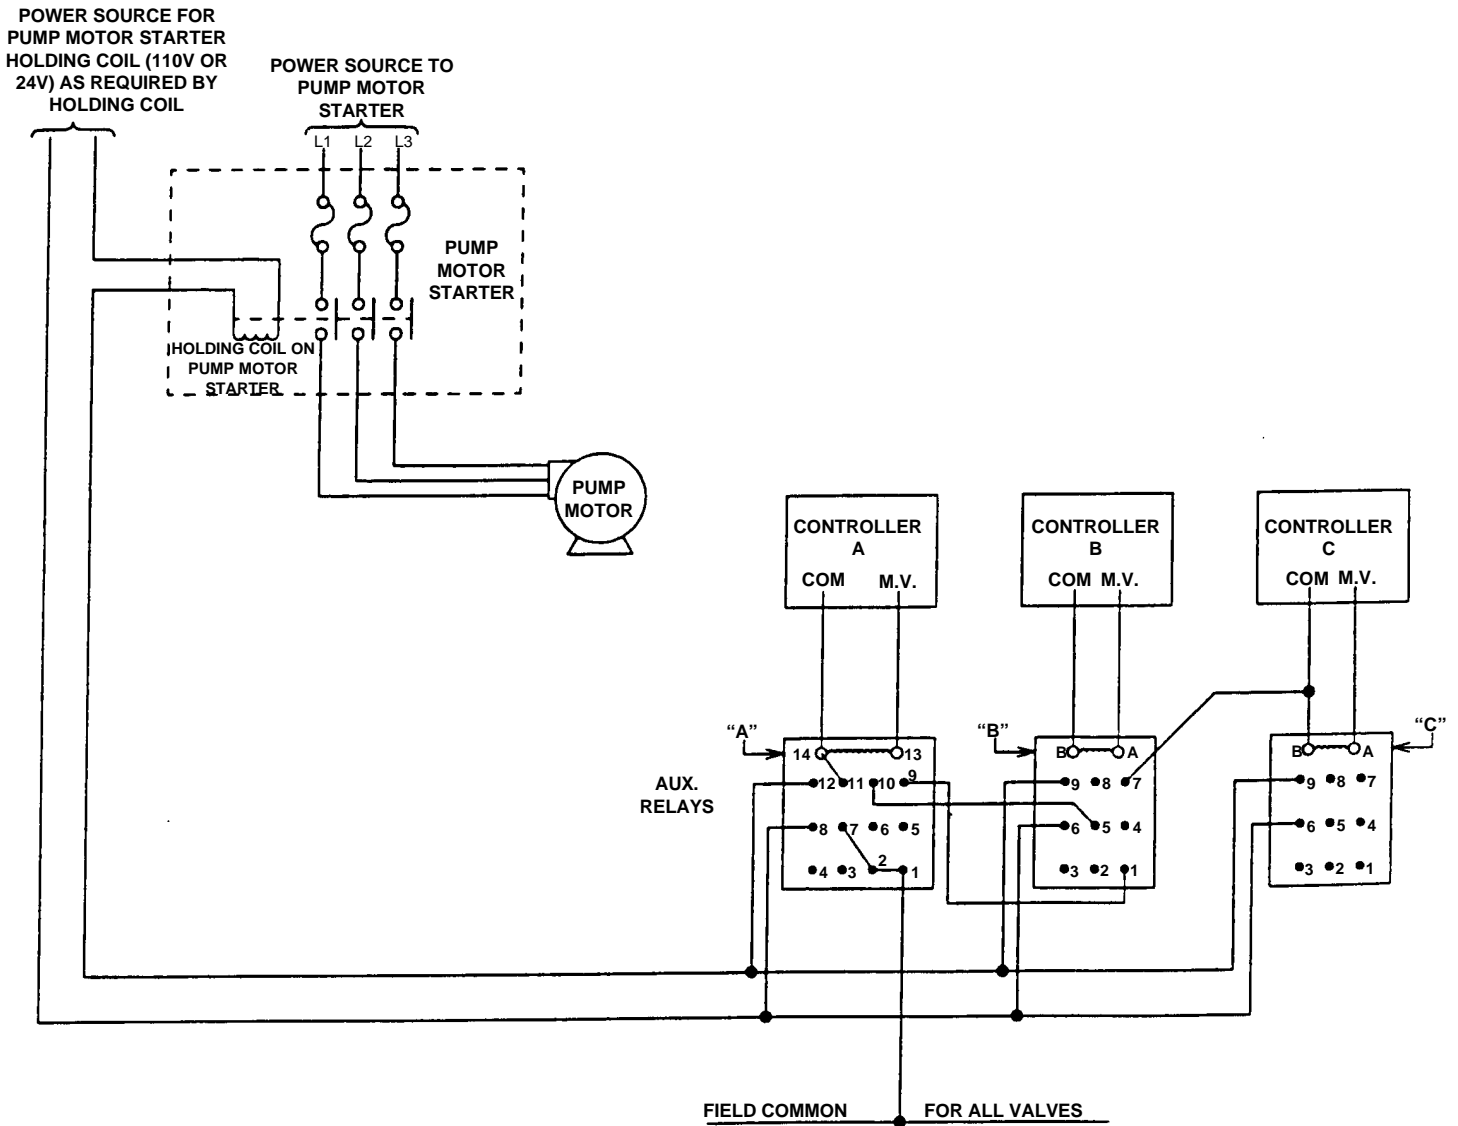 POWER SOURCE FOR
PUMP MOTOR STARTER
HOLDING COIL (110V OR
24V) AS REQUIRED BY
HOLDING COIL
POWER SOURCE TO
PUMP MOTOR
STARTER
L1 L2 L3
PUMP
MOTOR
STARTER
HOLDING COIL ON
PUMP MOTOR
STARTER
PUMP
MOTOR
CONTROLLER
A
COM M.V.
CONTROLLER
B
COM M.V.
CONTROLLER
C
COM M.V.
"A"
AUX.
RELAYS
14 13
12 11 10 9
8 7 6 5
4 3 2 1
"B"
B A
9 8 7
6 5 4
3 2 1
"C"
B A
9 8 7
6 5 4
3 2 1
FIELD COMMON FOR ALL VALVES